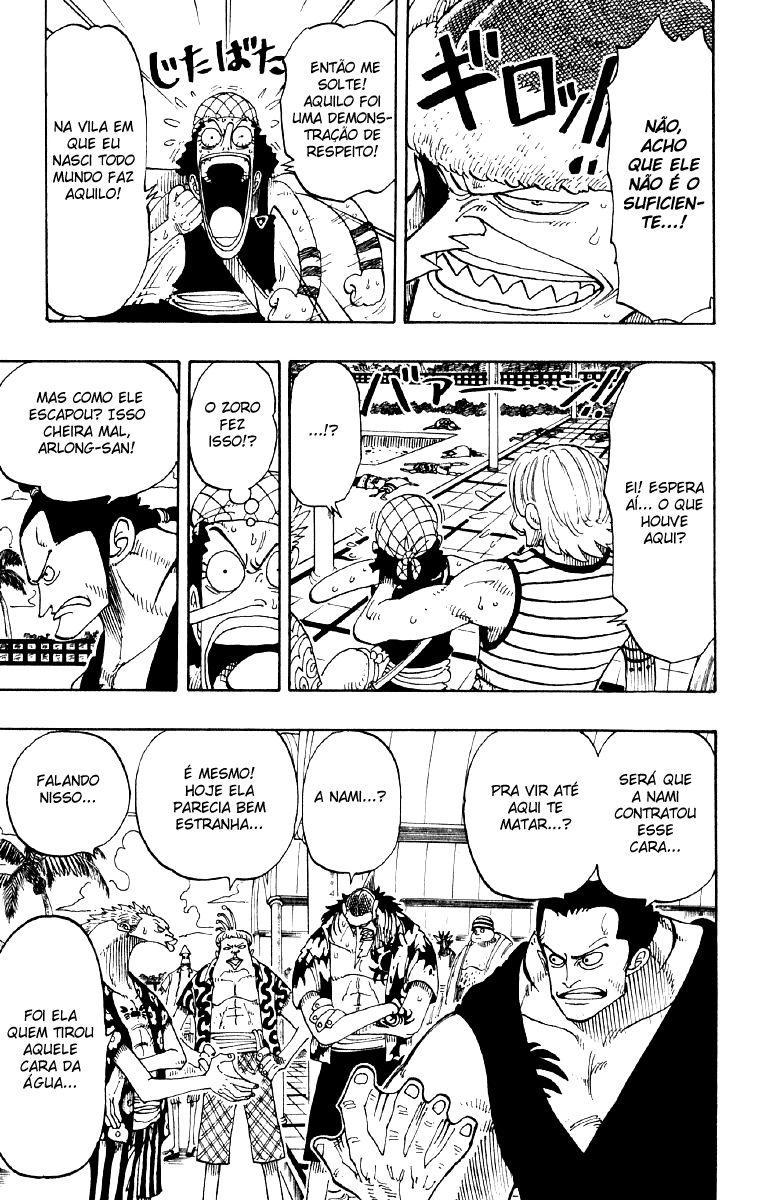 NÃO,
ACHO
QUE ELE
NÃO É O
SUFICIEN-
TE...!
ギロッ!!
ENTÃO ME
SOLTE!
AQUILO FOI
UMA DEMONS-
TRAÇÃO DE
RESPEITO!
じたばた
NA VILA EM
QUE EU
NASCI TODO
MUNDO FAZ
AQUILO!
EI! ESPERA
AÍ... O QUE
HOUVE
AQUI?
バァーーーン!!
...!?
O ZORO
FEZ
ISSO!?
MAS COMO ELE
ESCAPOU? ISSO
CHEIRA MAL,
ARLONG-SAN!
SERÁ QUE
A NAMI
CONTRATOU
ESSE
CARA...
PRA VIR ATÉ
AQUI TE
MATAR...?
A NAMI...?
É MESMO!
HOJE ELA
PARECIA BEM
ESTRANHA...
FALANDO
NISSO...
FOI ELA
QUEM TIROU
AQUELE
CARA DA
ÁGUA...